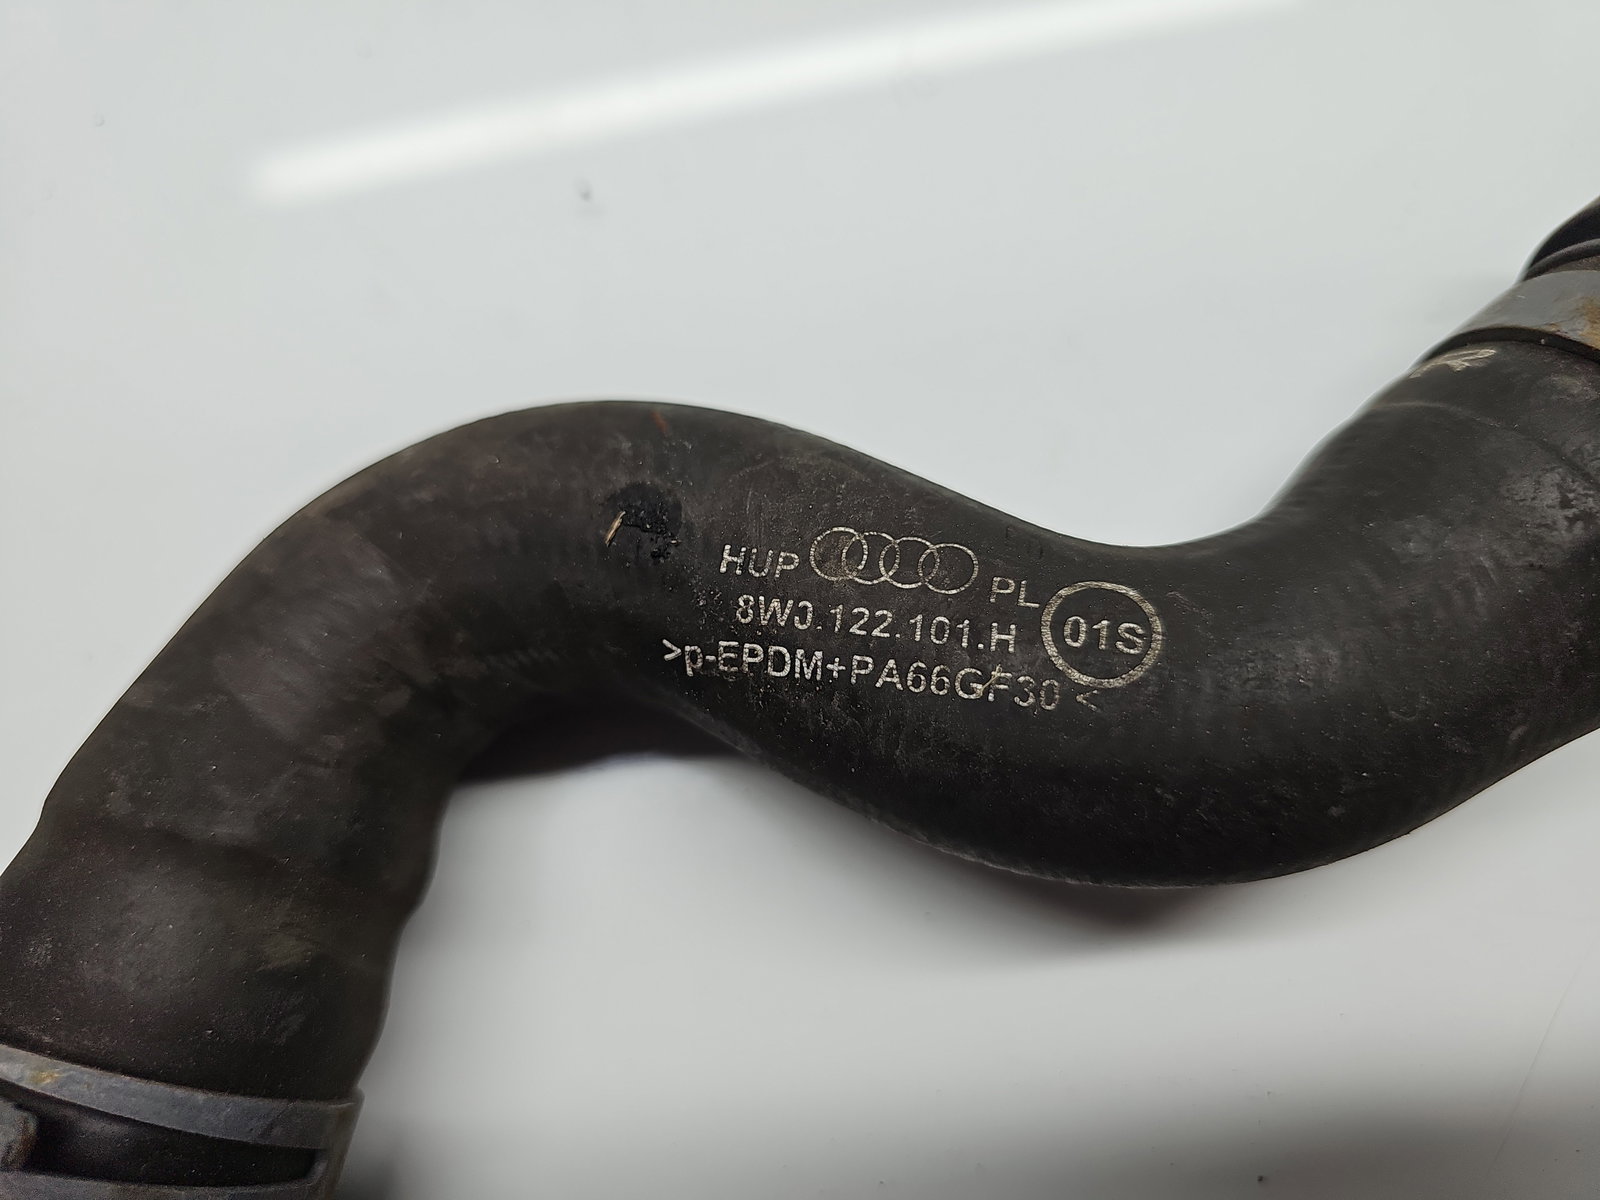 HUP PL
8W0.122.101.H 01S
>p-EPDM+PA66GF30 <